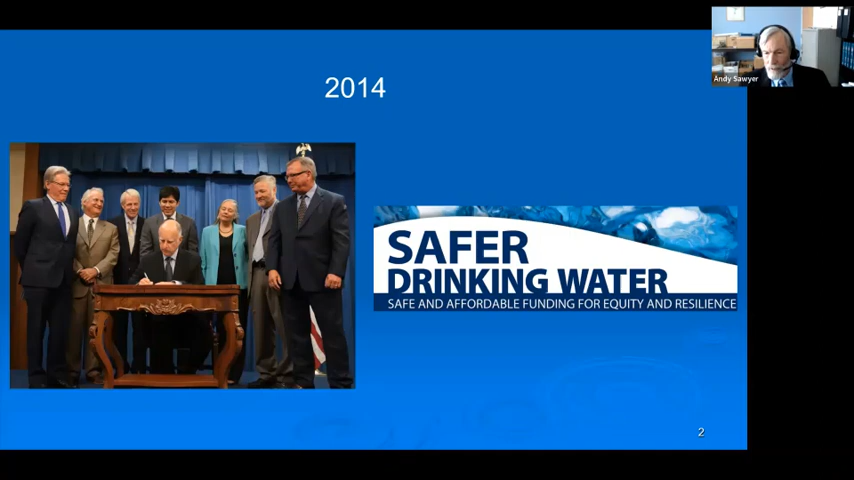 Andy Sawyer
2014
SAFER
DRINKING WATER
SAFE AND AFFORDABLE FUNDING FOR EQUITY AND RESILIENCE
2